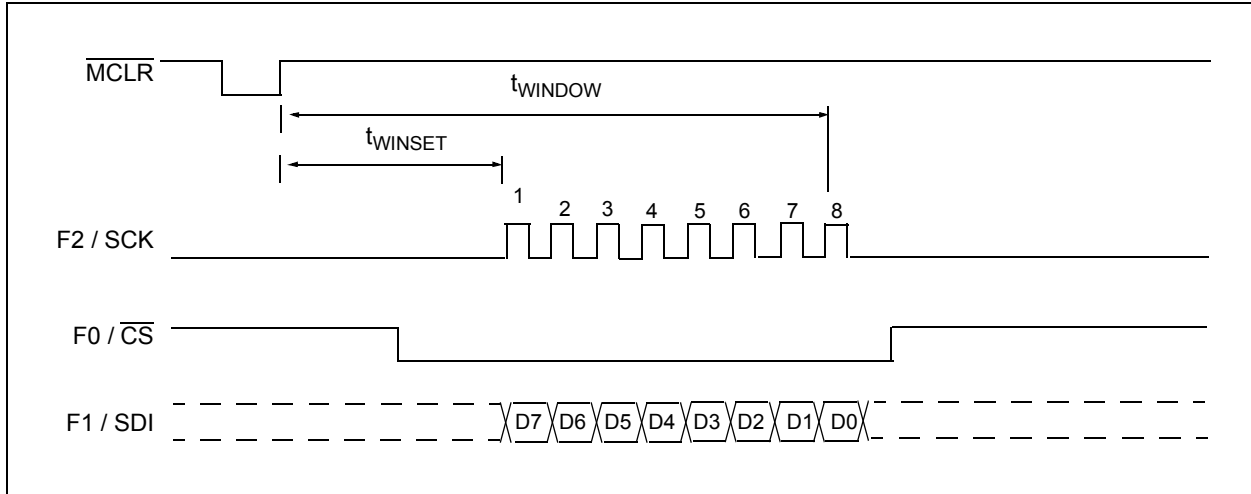 MCLR
tWINDOW
tWINSET
1 2 3 4 5 6 7 8
F2 / SCK
F0 / CS
F1 / SDI
D7 D6 D5 D4 D3 D2 D1 D0